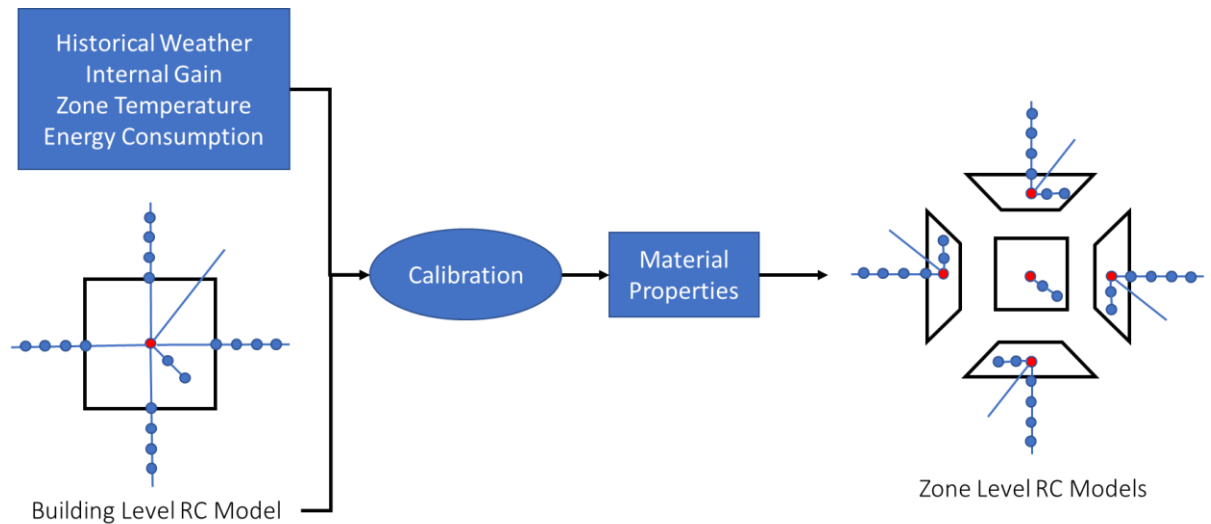 Historical Weather
Internal Gain
Zone Temperature
Energy Consumption
Calibration
Material
Properties
Building Level RC Model
Zone Level RC Models